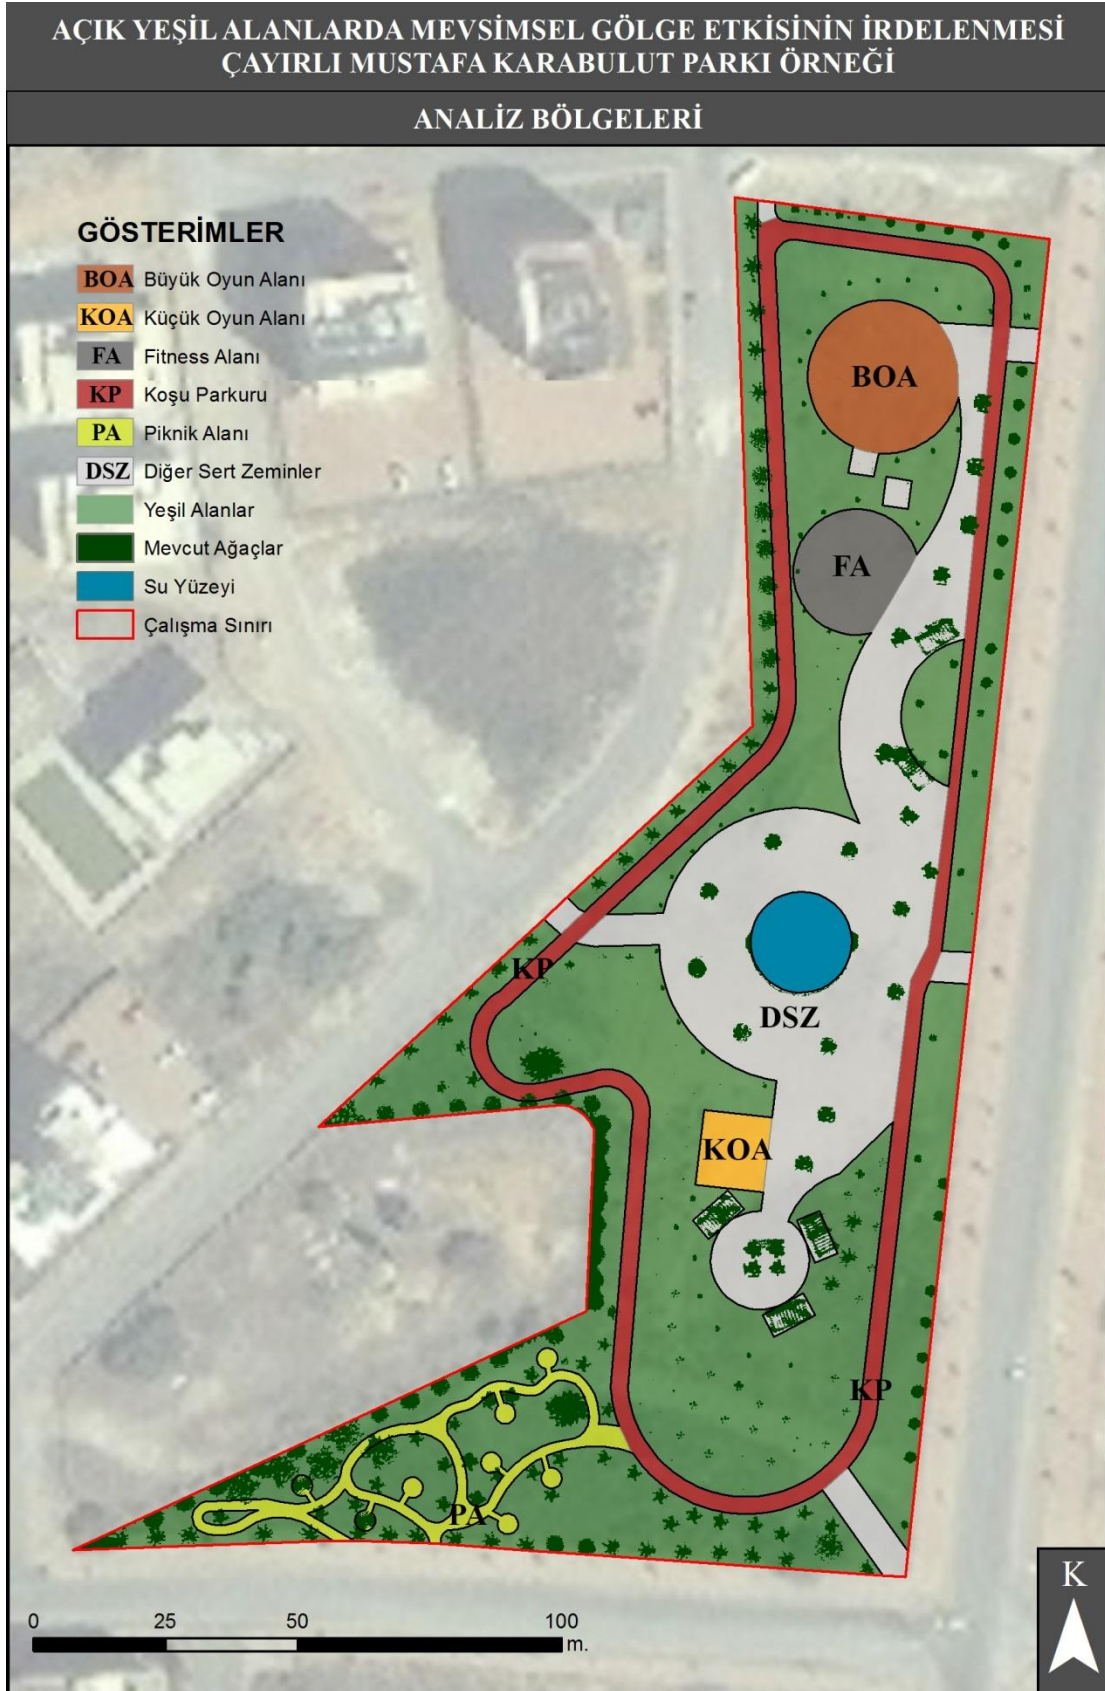 AÇIK YEŞİL ALANLARDA MEVSİMSEL GÖLGE ETKİSİNİN İRDELENMESİ
ÇAYIRLI MUSTAFA KARABULUT PARKI ÖRNEĞİ
ANALİZ BÖLGELERİ
GÖSTERİMLER
BOA Büyük Oyun Alanı
KOA Küçük Oyun Alanı
FA Fitness Alanı
KP Koşu Parkuru
PA Piknik Alanı
DSZ Diğer Sert Zeminler
Yeşil Alanlar
Mevcut Ağaçlar
Su Yüzeyi
Çalışma Sınırı
BOA
FA
KP
DSZ
KOA
KP
PA
K
0 25 50 100
m.